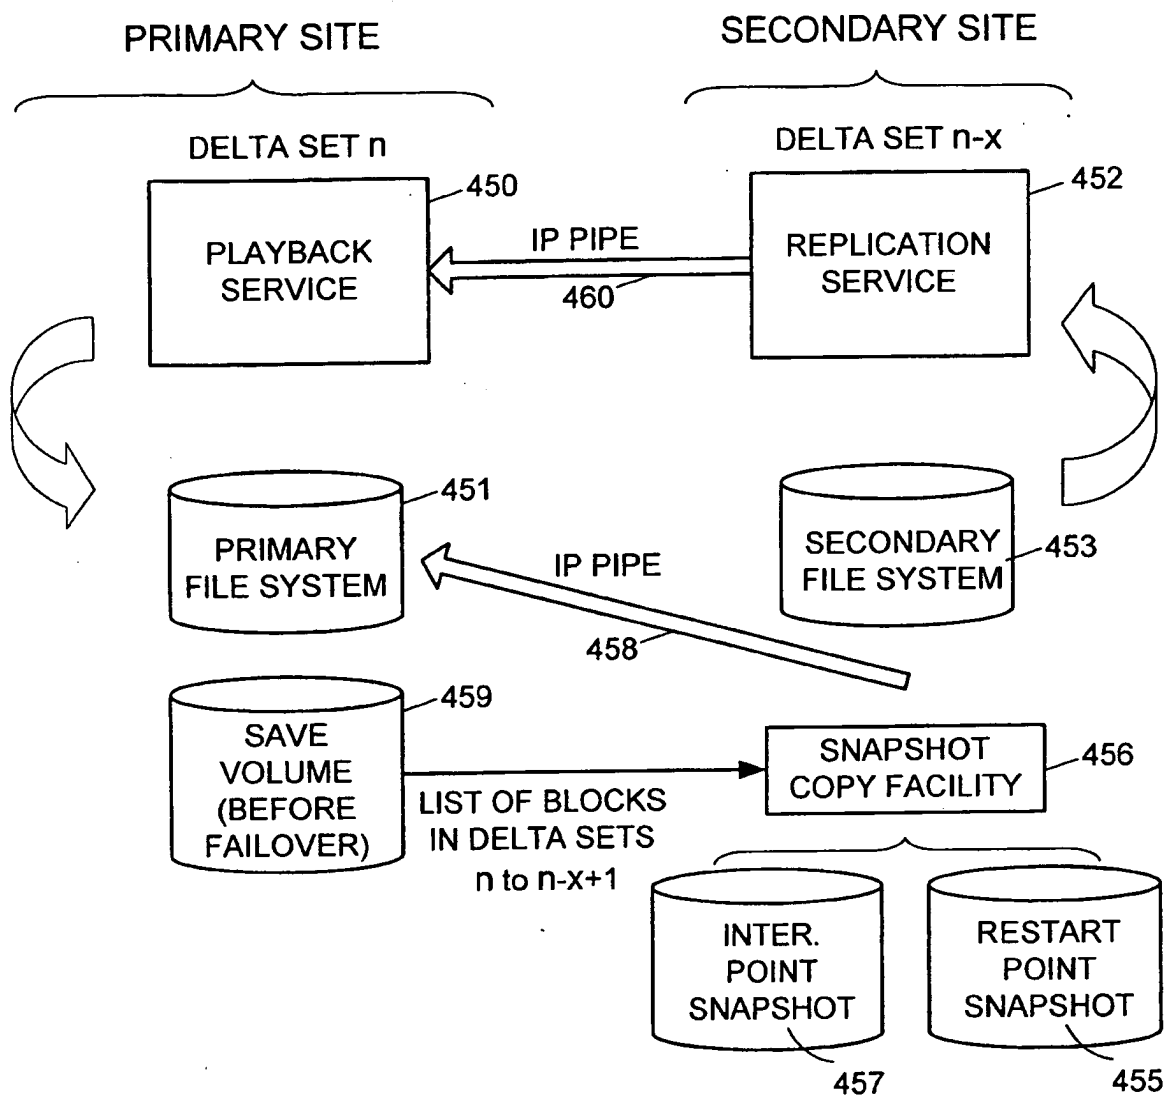 PRIMARY SITE
SECONDARY SITE
DELTA SET n
DELTA SET n-x
450
452
PLAYBACK
SERVICE
IP PIPE
460
REPLICATION
SERVICE
451
PRIMARY
FILE SYSTEM
IP PIPE
458
SECONDARY
FILE SYSTEM
453
459
SAVE
VOLUME
(BEFORE
FAILOVER)
LIST OF BLOCKS
IN DELTA SETS
n to n-x+1
SNAPSHOT
COPY FACILITY
456
INTER.
POINT
SNAPSHOT
457
RESTART
POINT
SNAPSHOT
455